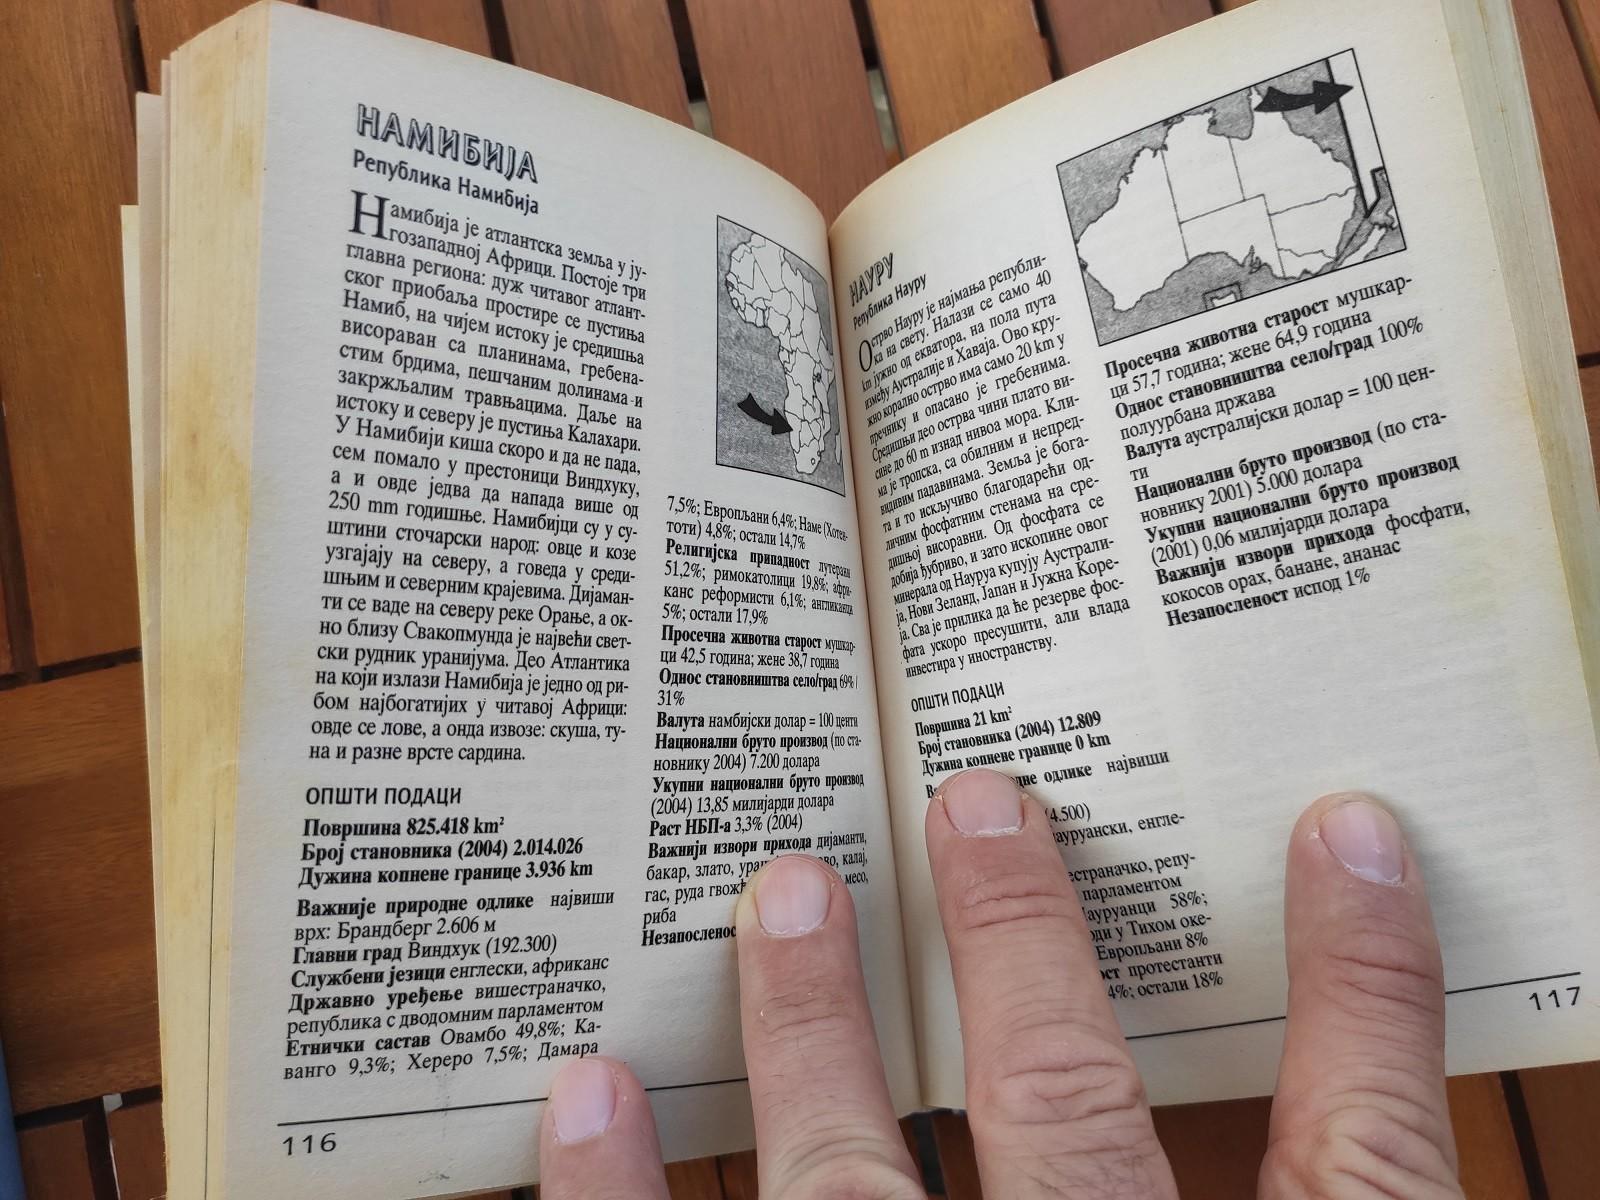 НАМИБИЈА
Република Намибија
Намибија је атлантска земља у ју-
гозападној Африци. Постоје три
главна региона: дуж читавог атлант-
ског приобаља простире се пустиња
Намиб, на чијем истоку је средишња
висораван са планинама, гребена-
стим брдима, пешчаним долинама и
закржљалим травњацима. Даље на
истоку и северу је пустиња Калахари.
У Намибији киша скоро и да не пада,
сем помало у престоници Виндхуку,
а и овде једва да напада више од
250 mm годишње. Намибијци су у су-
штини сточарски народ: овце и козе
узгајају на северу, а говеда у среди-
шњим и северним крајевима. Дијаман-
ти се ваде на северу реке Орање, а ок-
но близу Свакопмунда је највећи свет-
ски рудник уранијума. Део Атлантика
на који излази Намибија је једно од ри-
бом најбогатијих у читавој Африци:
овде се лове, а онда извозе: скуша, ту-
на и разне врсте сардина.
ОПШТИ ПОДАЦИ
Површина 825.418 km²
Број становника (2004) 2.014.026
Дужина копнене границе 3.936 km
Важније природне одлике највиши
врх: Брандберг 2.606 м
Главни град Виндхук (192.300)
Службени језици енглески, африканс
Државно уређење вишестраначко,
република с дводомним парламентом
Етнички састав Овамбо 49,8%; Ка-
ванго 9,3%; Хереро 7,5%; Дамара
116
7,5%; Европљани 6,4%; Наме (Хотен-
тоти) 4,8%; остали 14,7%
Религијска припадност лутерани
51,2%; римокатолици 19,8%; афри-
канс реформисти 6,1%; англиканци
5%; остали 17,9%
Просечна животна старост мушкар-
ци 42,5 година; жене 38,7 година
Однос становништва село/град 69% /
31%
Валута намбијски долар = 100 центи
Национални бруто производ (по ста-
новнику 2004) 7.200 долара
Укупни национални бруто производ
(2004) 13,85 милијарди долара
Раст НБП-а 3,3% (2004)
Важнији извори прихода дијаманти,
бакар, злато, калај,
гас, руда месо,
риба
НАУРУ
Република Науру
Острво Науру је најмања републи-
ка на свету. Налази се само 40
km јужно од екватора, на пола пута
између Аустралије и Хаваја. Ово кру-
жно корално острво има само 20 km у
пречнику и опасано је гребенима.
Средишњи део острва чини плато ви-
сине до 60 m изнад нивоа мора. Кли-
ма је тропска, са обилним и непред-
видивим падавинама. Земља је бога-
та и то искључиво благодарећи од-
личним фосфатним стенама на сре-
дишњој висоравни. Од фосфата се
добија ђубриво, и зато ископине овог
минерала од Науруа купују Аустрали-
ја, Нови Зеланд, Јапан и Јужна Коре-
ја. Сва је прилика да ће резерве фос-
фата ускоро пресушити, али влада
инвестира у иностранству.
ОПШТИ ПОДАЦИ
Површина 21 km²
Број становника (2004) 12.809
Дужина копнене границе 0 km
одлике највиши
(4.500)
науруански, енгле-
репу-
парламентом
Науруанци 58%;
у Тихом оке-
Европљани 8%
протестанти
остали 18%
Просечна животна старост мушкар-
ци 57,7 година; жене 64,9 година
Однос становништва село/град 100%
полуурбана држава
Валута аустралијски долар = 100 цен-
ти
Национални бруто производ (по ста-
новнику 2001) 5.000 долара
Укупни национални бруто производ
(2001) 0,06 милијарди долара
Важнији извори прихода фосфати,
кокосов орах, банане, ананас
Незапосленост испод 1%
117